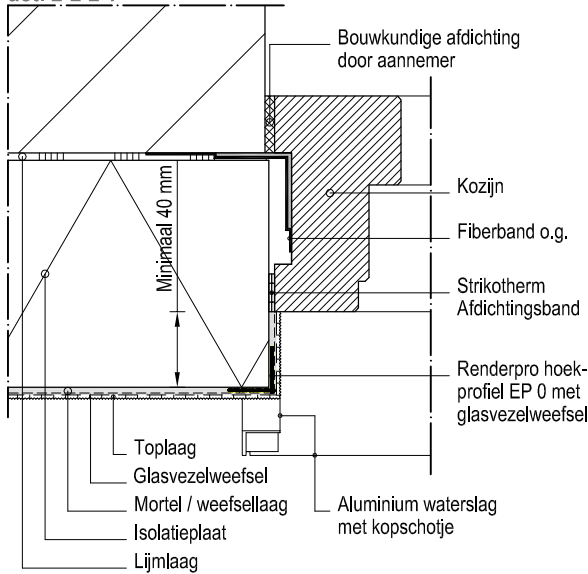 Bouwkundige afdichting
door aannemer
Kozijn
Fiberband o.g.
Minimaal 40 mm
Strikotherm
Afdichtingsband
Renderpro hoek-
profiel EP 0 met
glasvezelweefsel
Toplaag
Glasvezelweefsel
Mortel / weefsellaag
Isolatieplaat
Lijmlaag
Aluminium waterslag
met kopschotje